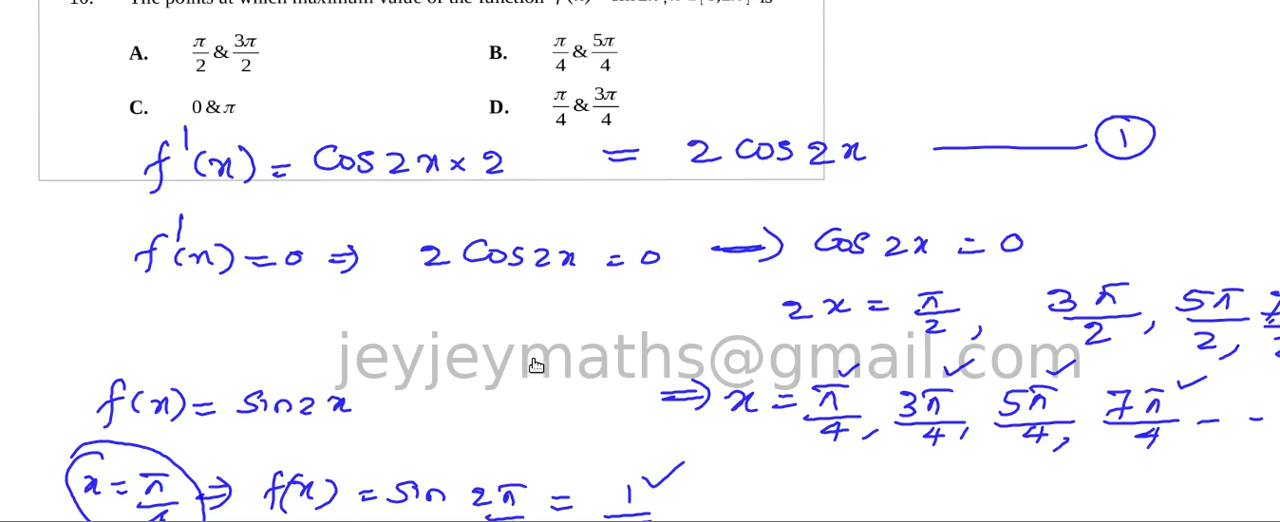 A. π/2 & 3π/2 B. π/4 & 5π/4
C. 0 & π D. π/4 & 3π/4
f'(x) = Cos 2x × 2 = 2 cos 2x ——— ①
f'(x) = 0 ⇒ 2 Cos 2x = 0 → Cos 2x = 0
2x = π/2, 3π/2, 5π/2,
jeyjeymaths@gmail.com
f(x) = Sin 2x ⇒ x = π/4, 3π/4, 5π/4, 7π/4 - -
x = π/4 ⇒ f(x) = Sin 2π = 1